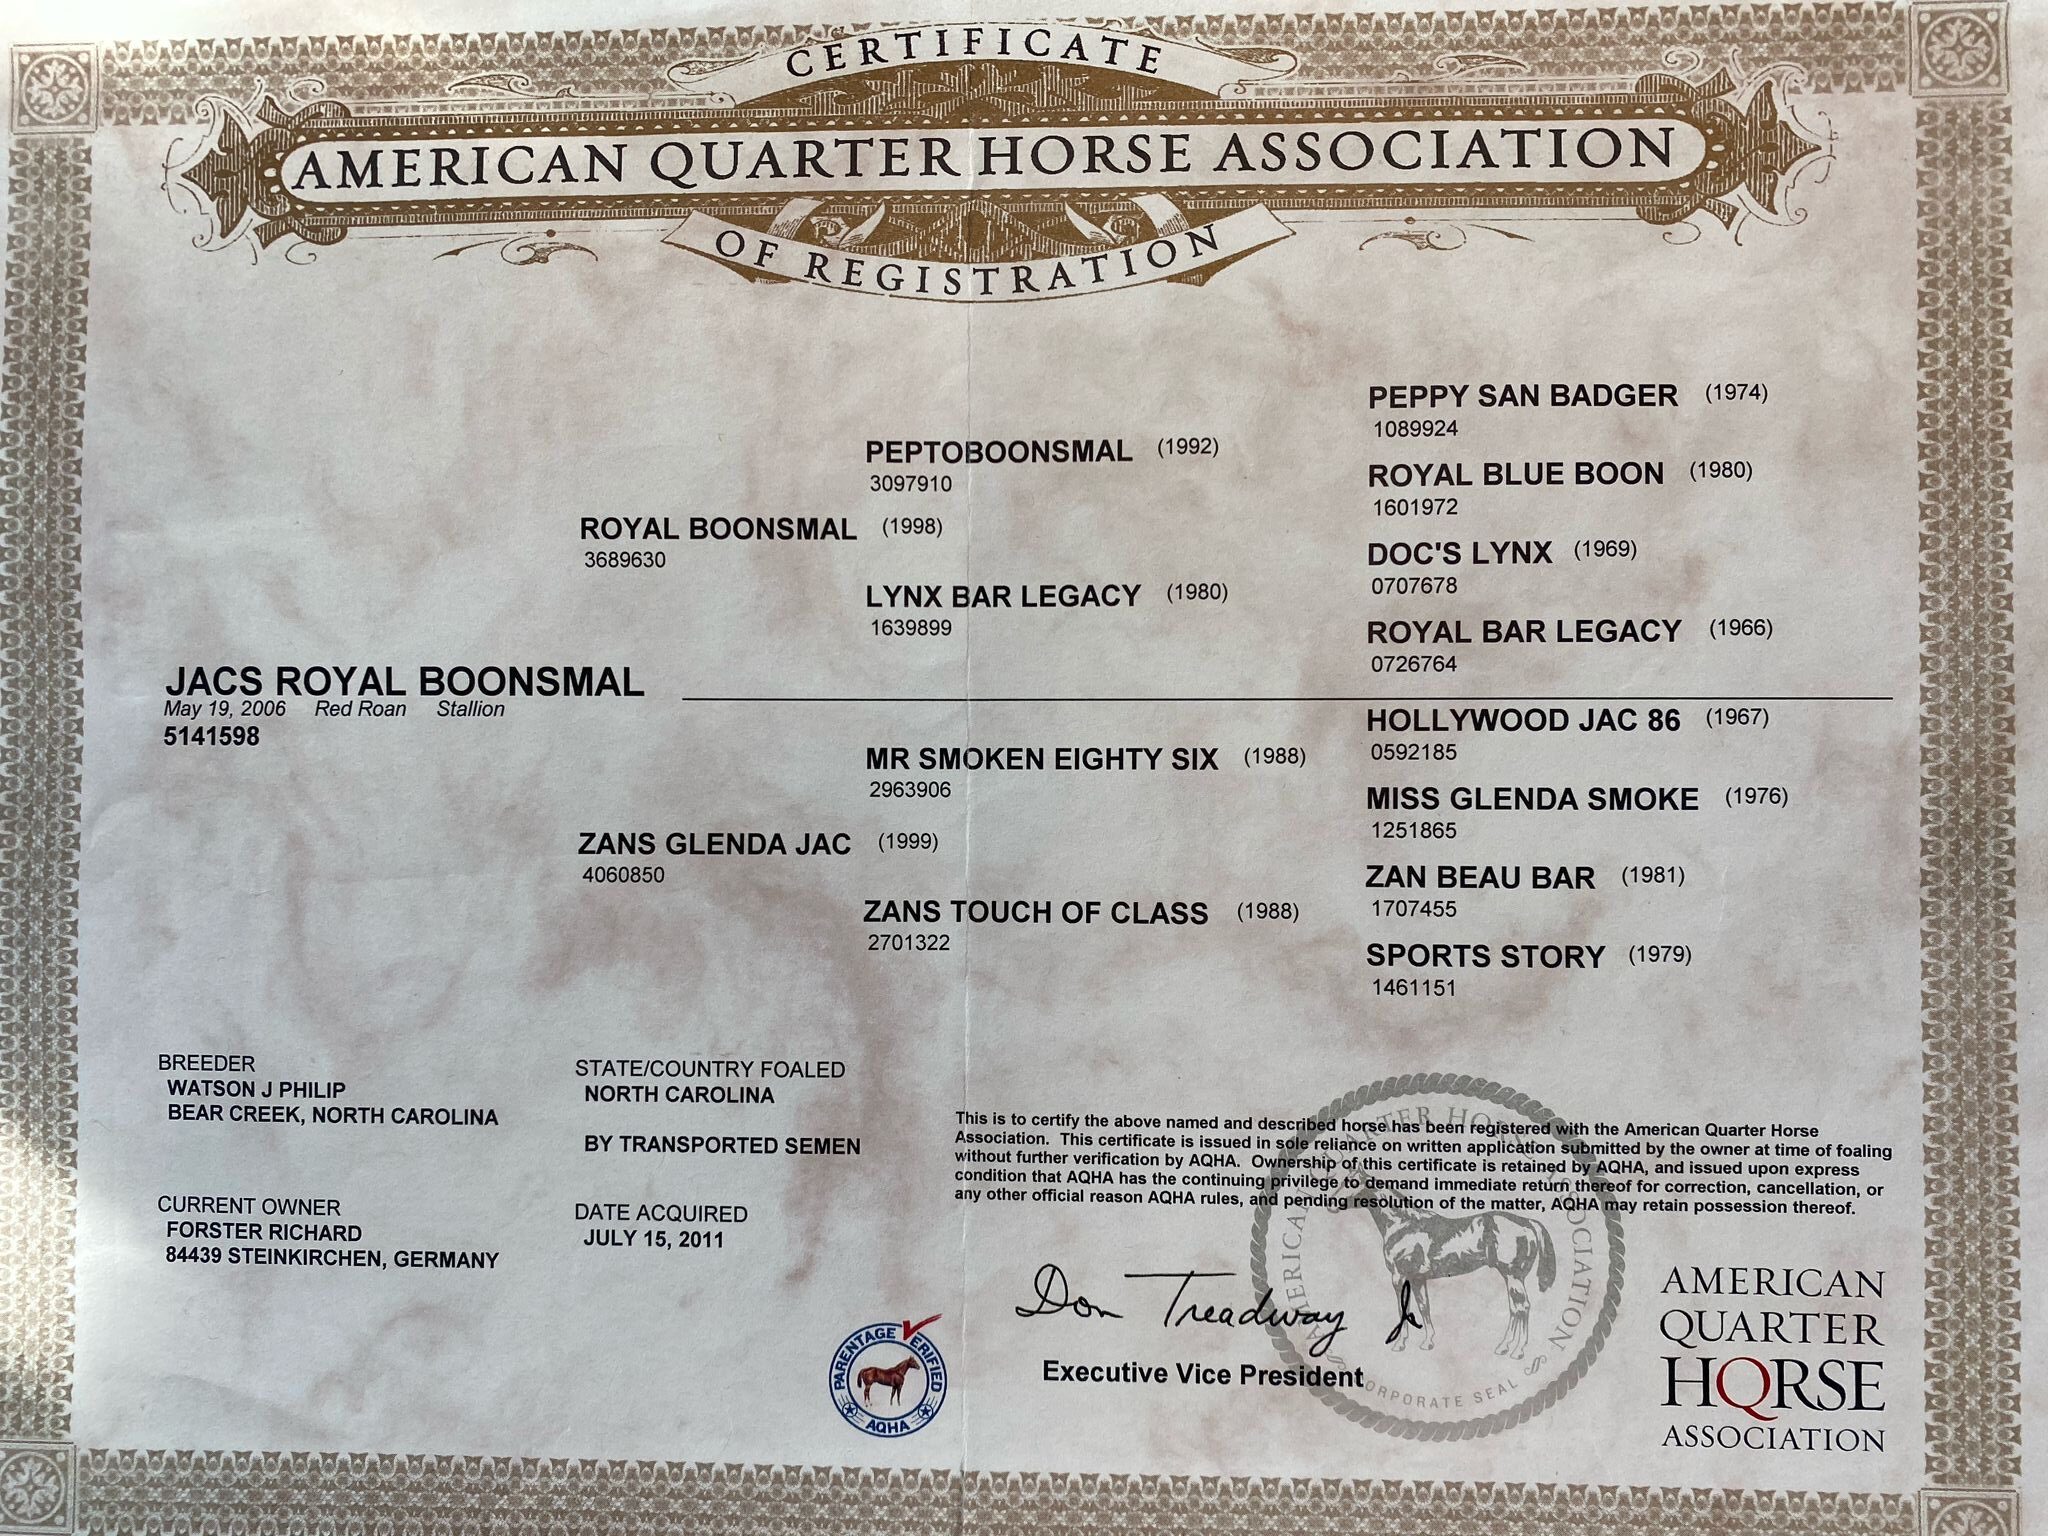 CERTIFICATE
AMERICAN QUARTER HORSE ASSOCIATION
OF REGISTRATION
PEPPY SAN BADGER (1974)
1089924
PEPTOBOONSMAL (1992)
3097910
ROYAL BLUE BOON (1980)
1601972
ROYAL BOONSMAL (1998)
3689630
DOC'S LYNX (1969)
0707678
LYNX BAR LEGACY (1980)
1639899
ROYAL BAR LEGACY (1966)
0726764
JACS ROYAL BOONSMAL
May 19, 2006 Red Roan Stallion
5141598
HOLLYWOOD JAC 86 (1967)
0592185
MR SMOKEN EIGHTY SIX (1988)
2963906
MISS GLENDA SMOKE (1976)
1251865
ZANS GLENDA JAC (1999)
4060850
ZAN BEAU BAR (1981)
1707455
ZANS TOUCH OF CLASS (1988)
2701322
SPORTS STORY (1979)
1461151
BREEDER
WATSON J PHILIP
BEAR CREEK, NORTH CAROLINA
STATE/COUNTRY FOALED
NORTH CAROLINA
BY TRANSPORTED SEMEN
CURRENT OWNER
FORSTER RICHARD
84439 STEINKIRCHEN, GERMANY
DATE ACQUIRED
JULY 15, 2011
This is to certify the above named and described horse has been registered with the American Quarter Horse
Association. This certificate is issued in sole reliance on written application submitted by the owner at time of foaling
without further verification by AQHA. Ownership of this certificate is retained by AQHA, and issued upon express
condition that AQHA has the continuing privilege to demand immediate return thereof for correction, cancellation, or
any other official reason AQHA rules, and pending resolution of the matter, AQHA may retain possession thereof.
Don Treadway Jr
Executive Vice President
PARENTAGE VERIFIED
AQHA
AMERICAN QUARTER HORSE ASSOCIATION
CORPORATE SEAL
AMERICAN
QUARTER
HORSE
ASSOCIATION